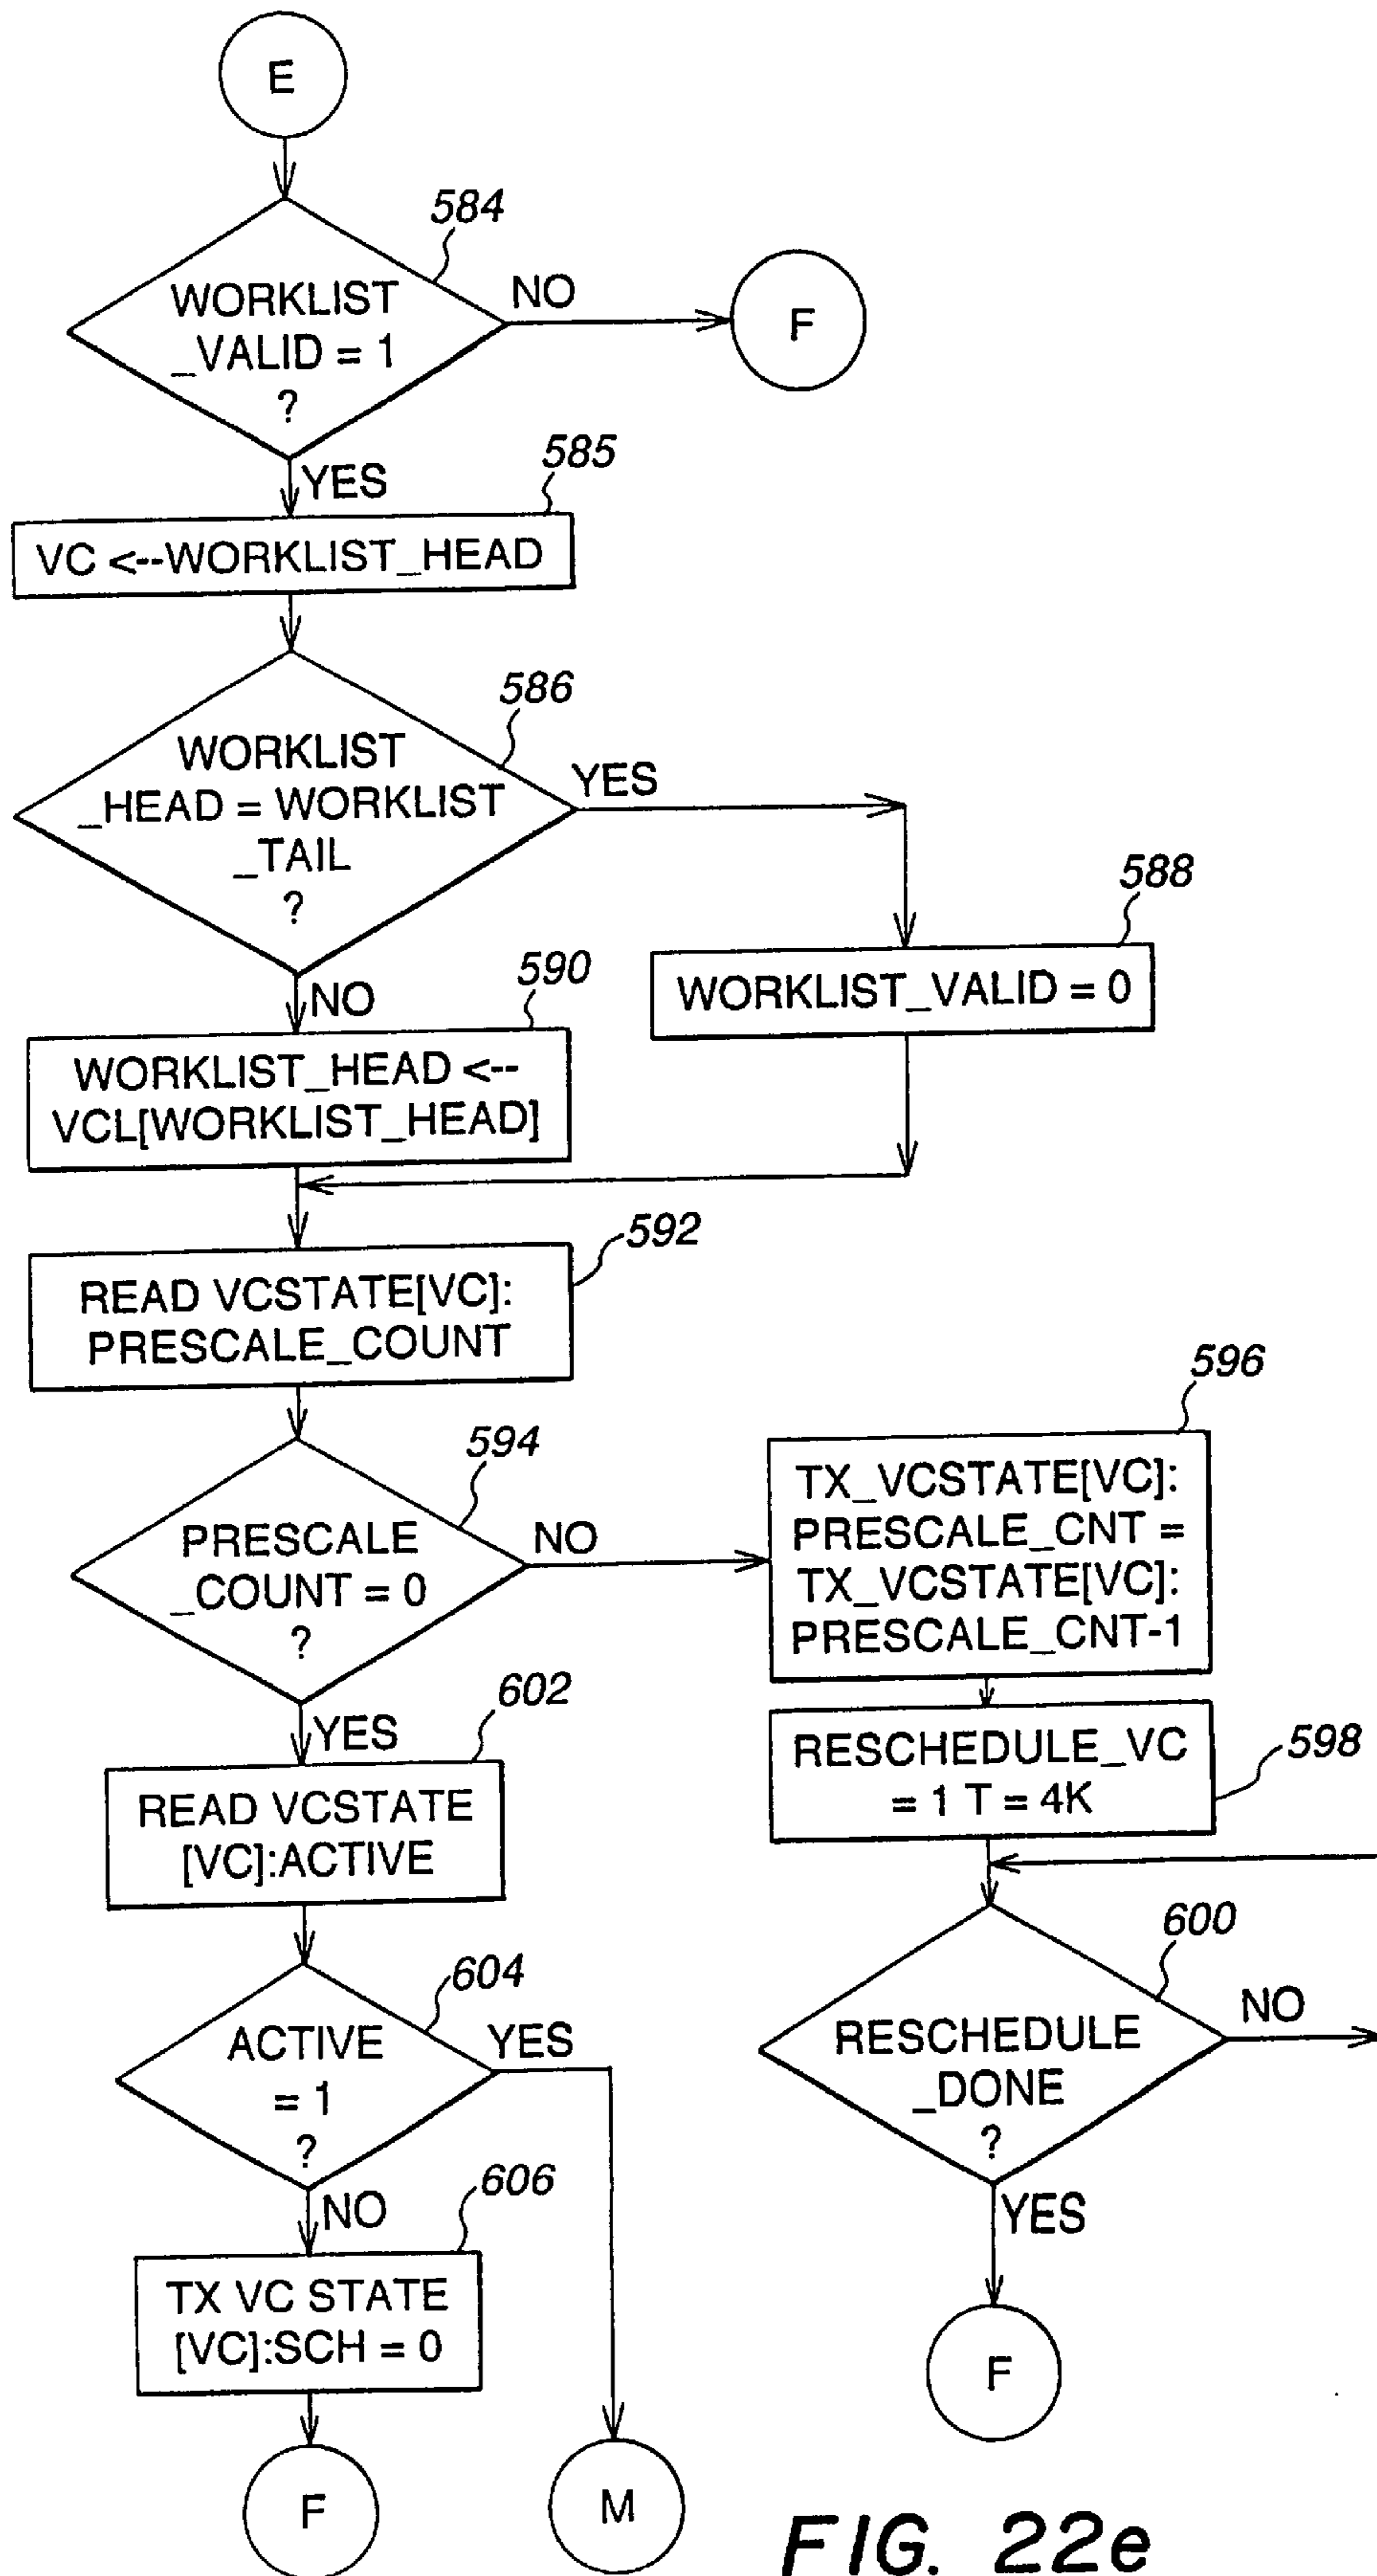 E
584
WORKLIST
_VALID = 1
?
NO
F
YES
585
VC <--WORKLIST_HEAD
586
WORKLIST
_HEAD = WORKLIST
_TAIL
?
YES
588
WORKLIST_VALID = 0
NO
590
WORKLIST_HEAD <--
VCL[WORKLIST_HEAD]
592
READ VCSTATE[VC]:
PRESCALE_COUNT
594
PRESCALE
_COUNT = 0
?
NO
596
TX_VCSTATE[VC]:
PRESCALE_CNT =
TX_VCSTATE[VC]:
PRESCALE_CNT-1
598
RESCHEDULE_VC
= 1 T = 4K
600
RESCHEDULE
_DONE
?
NO
YES
F
YES
602
READ VCSTATE
[VC]:ACTIVE
604
ACTIVE
= 1
?
YES
NO
606
TX VC STATE
[VC]:SCH = 0
F
M
FIG. 22e